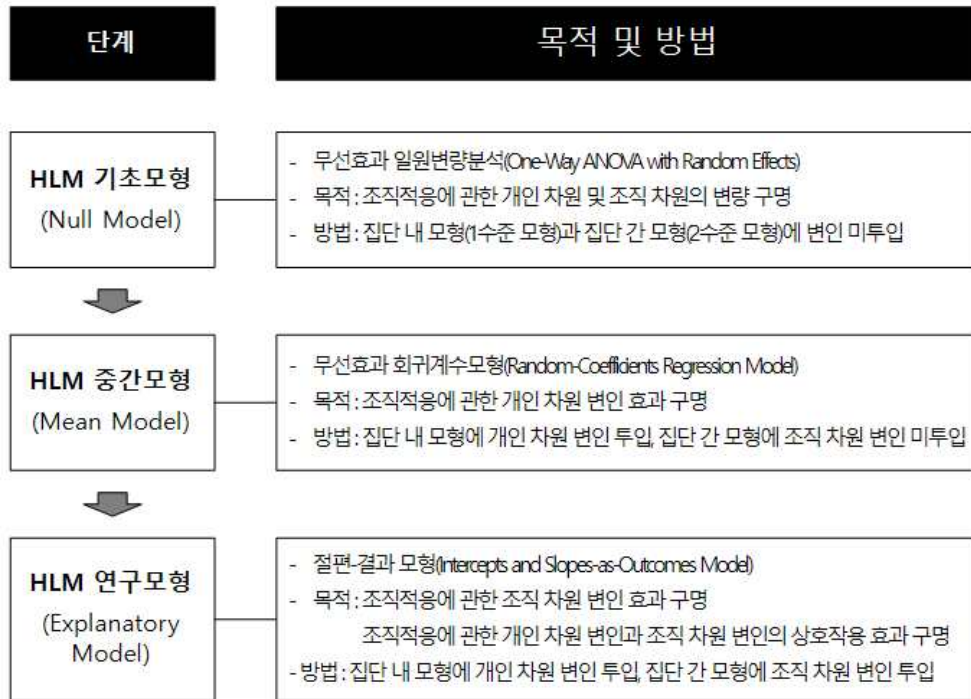 단계
목적 및 방법
HLM 기초모형
(Null Model)
- 무선효과 일원변량분석(One-Way ANOVA with Random Effects)
- 목적 : 조직적응에 관한 개인 차원 및 조직 차원의 변량 구명
- 방법 : 집단 내 모형(1수준 모형)과 집단 간 모형(2수준 모형)에 변인 미투입
HLM 중간모형
(Mean Model)
- 무선효과 회귀계수모형(Random-Coefficients Regression Model)
- 목적 : 조직적응에 관한 개인 차원 변인 효과 구명
- 방법 : 집단 내 모형에 개인 차원 변인 투입, 집단 간 모형에 조직 차원 변인 미투입
HLM 연구모형
(Explanatory
Model)
- 절편-결과 모형(Intercepts and Slopes-as-Outcomes Model)
- 목적 : 조직적응에 관한 조직 차원 변인 효과 구명
조직적응에 관한 개인 차원 변인과 조직 차원 변인의 상호작용 효과 구명
- 방법 : 집단 내 모형에 개인 차원 변인 투입, 집단 간 모형에 조직 차원 변인 투입